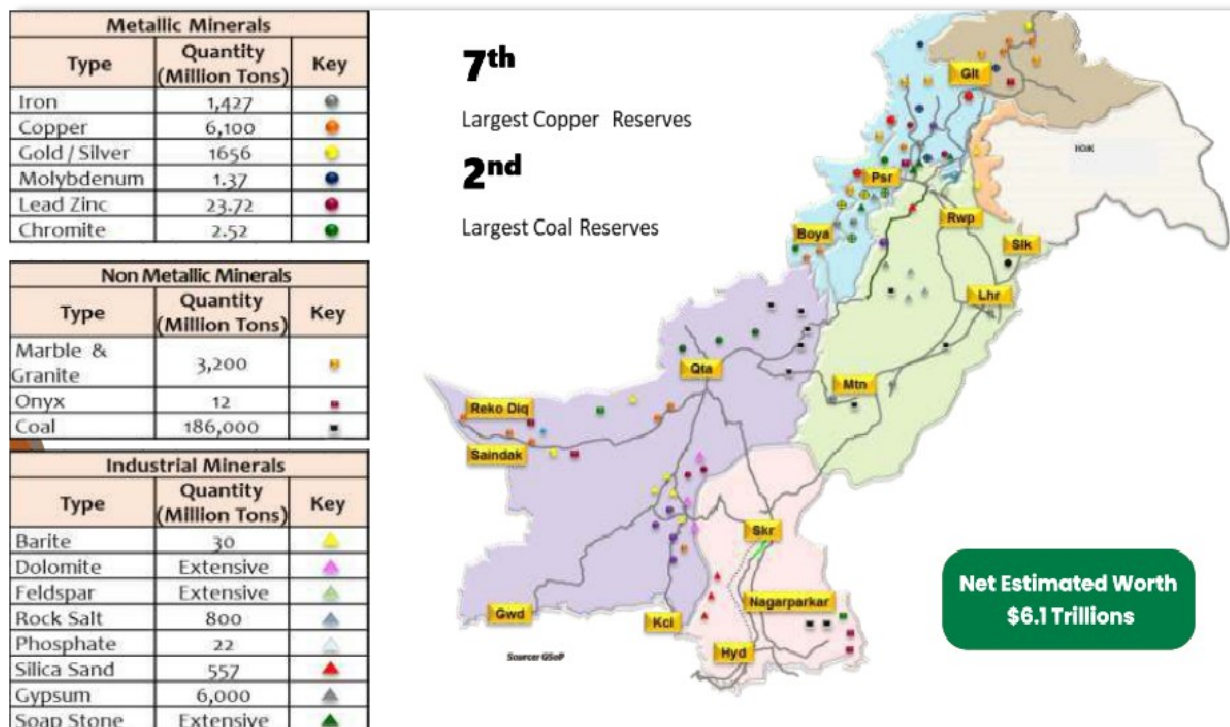 Metallic Minerals
Type Quantity (Million Tons) Key
Iron 1,427
Copper 6,100
Gold / Silver 1656
Molybdenum 1.37
Lead Zinc 23.72
Chromite 2.52
Non Metallic Minerals
Type Quantity (Million Tons) Key
Marble & Granite 3,200
Onyx 12
Coal 186,000
Industrial Minerals
Type Quantity (Million Tons) Key
Barite 30
Dolomite Extensive
Feldspar Extensive
Rock Salt 800
Phosphate 22
Silica Sand 557
Gypsum 6,000
Soap Stone Extensive
7th
Largest Copper Reserves
2nd
Largest Coal Reserves
Glt
IOK
Psr
Rwp
Boya
Slk
Lhr
Qta
Mtn
Reko Diq
Saindak
Skr
Nagarparkar
Gwd
Kci
Hyd
Source: GSoP
Net Estimated Worth
$6.1 Trillions